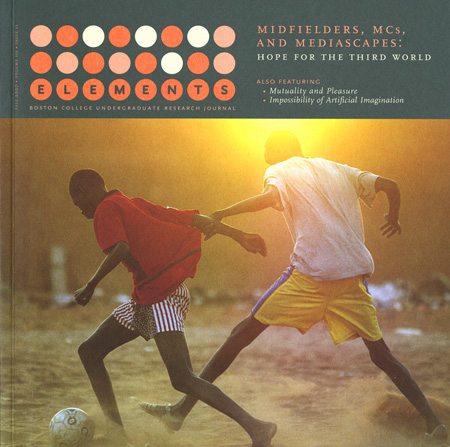 MIDFIELDERS, MCs,
AND MEDIASCAPES:
HOPE FOR THE THIRD WORLD
ALSO FEATURING
• Mutuality and Pleasure
• Impossibility of Artificial Imagination
ELEMENTS
BOSTON COLLEGE UNDERGRADUATE RESEARCH JOURNAL